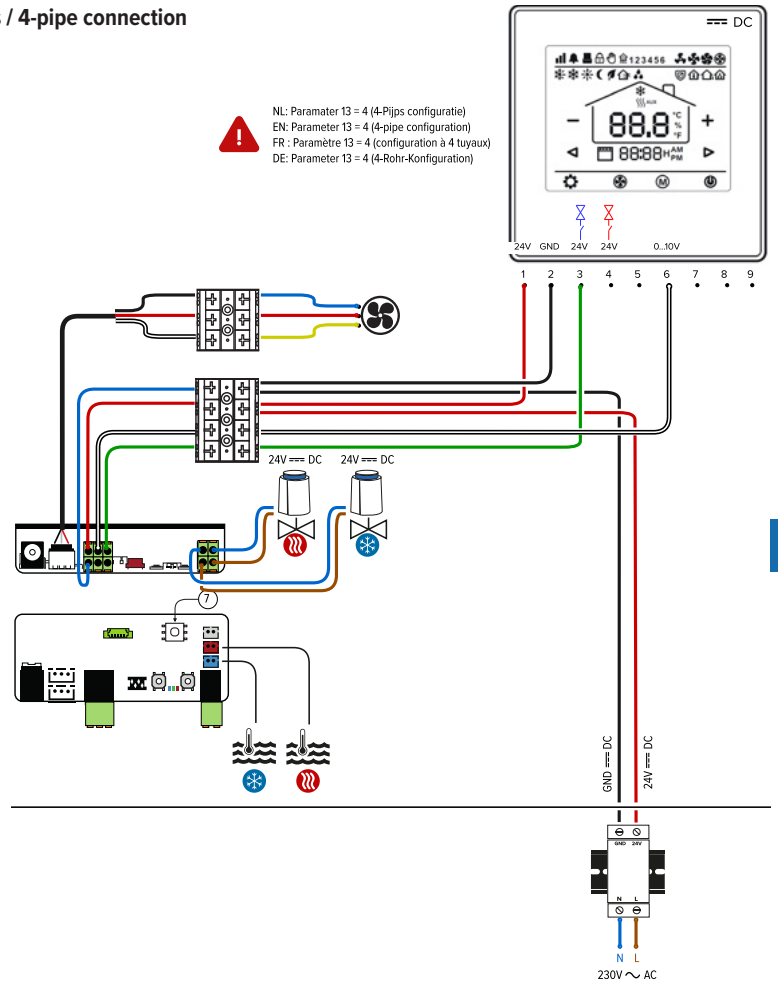 s / 4-pipe connection
DC
123456
AUX
88.8 °C % °F
88:88 H AM PM
M
NL: Paramater 13 = 4 (4-Pijps configuratie)
EN: Parameter 13 = 4 (4-pipe configuration)
FR : Paramètre 13 = 4 (configuration à 4 tuyaux)
DE: Parameter 13 = 4 (4-Rohr-Konfiguration)
24V GND 24V 24V 0...10V
1 2 3 4 5 6 7 8 9
24V DC 24V DC
7
GND DC
24V DC
GND 24V
N L
N L
230V AC